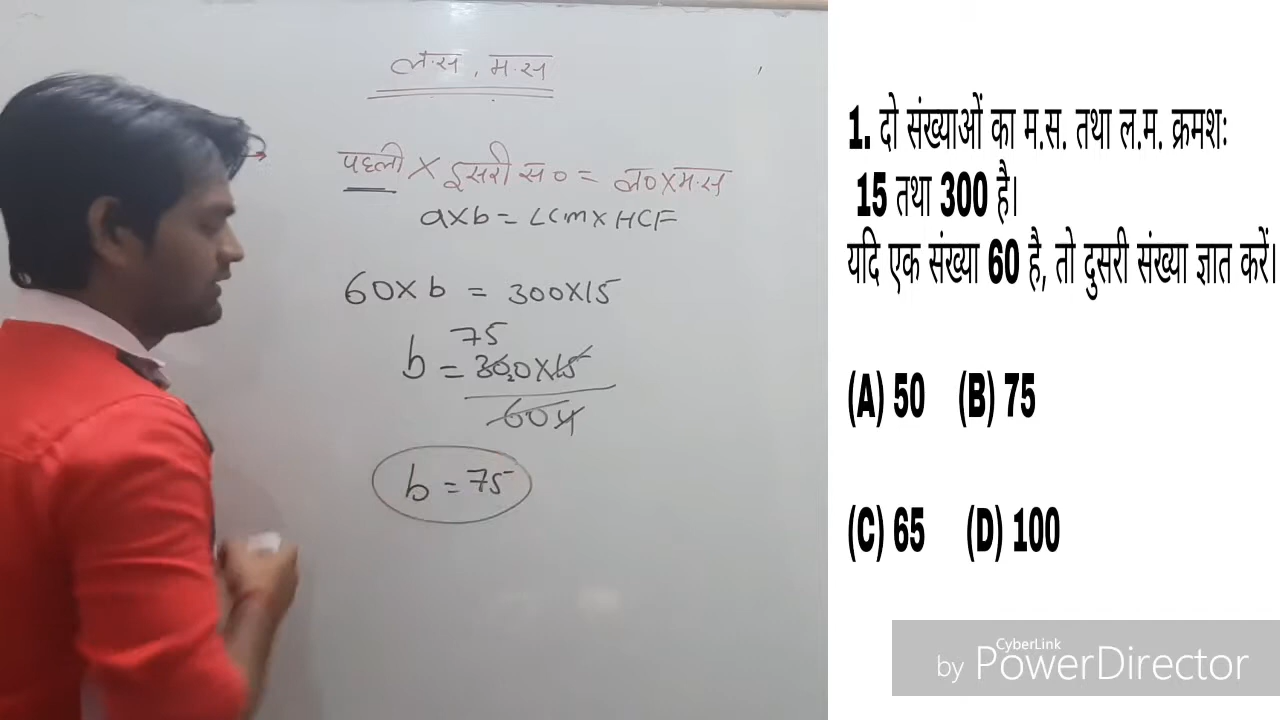 ल.स , म.स
पहली × दुसरी स० = ल० × म.स
a×b = LCM × HCF
60×b = 300×15
75
b = 300×15
60×
b = 75
1. दो संख्याओं का म.स. तथा ल.म. क्रमशः
15 तथा 300 है।
यदि एक संख्या 60 है, तो दुसरी संख्या ज्ञात करें।
(A) 50 (B) 75
(C) 65 (D) 100
CyberLink
by PowerDirector